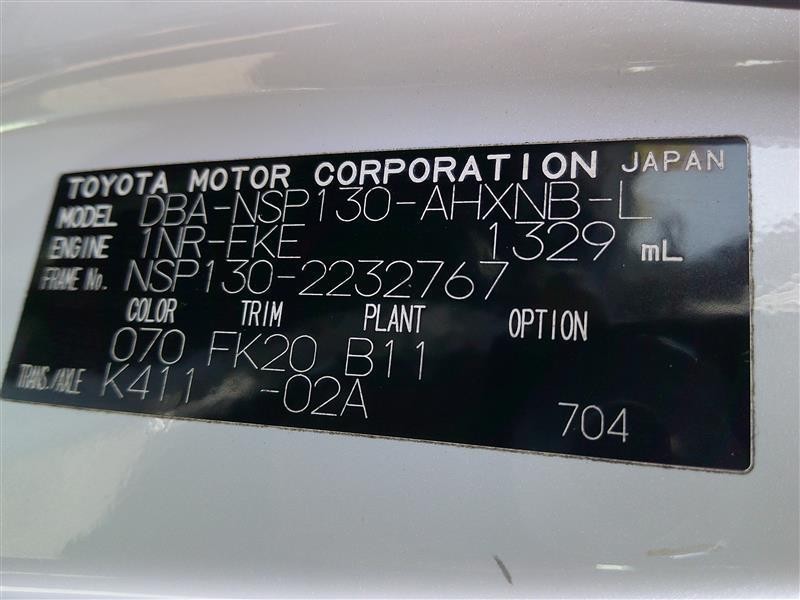 TOYOTA MOTOR CORPORATION JAPAN
MODEL DBA-NSP130-AHXNB-L
ENGINE 1NR-FKE 1329 mL
FRAME No. NSP130-2232767
COLOR TRIM PLANT OPTION
070 FK20 B11
TRANS./AXLE K411 -02A
704